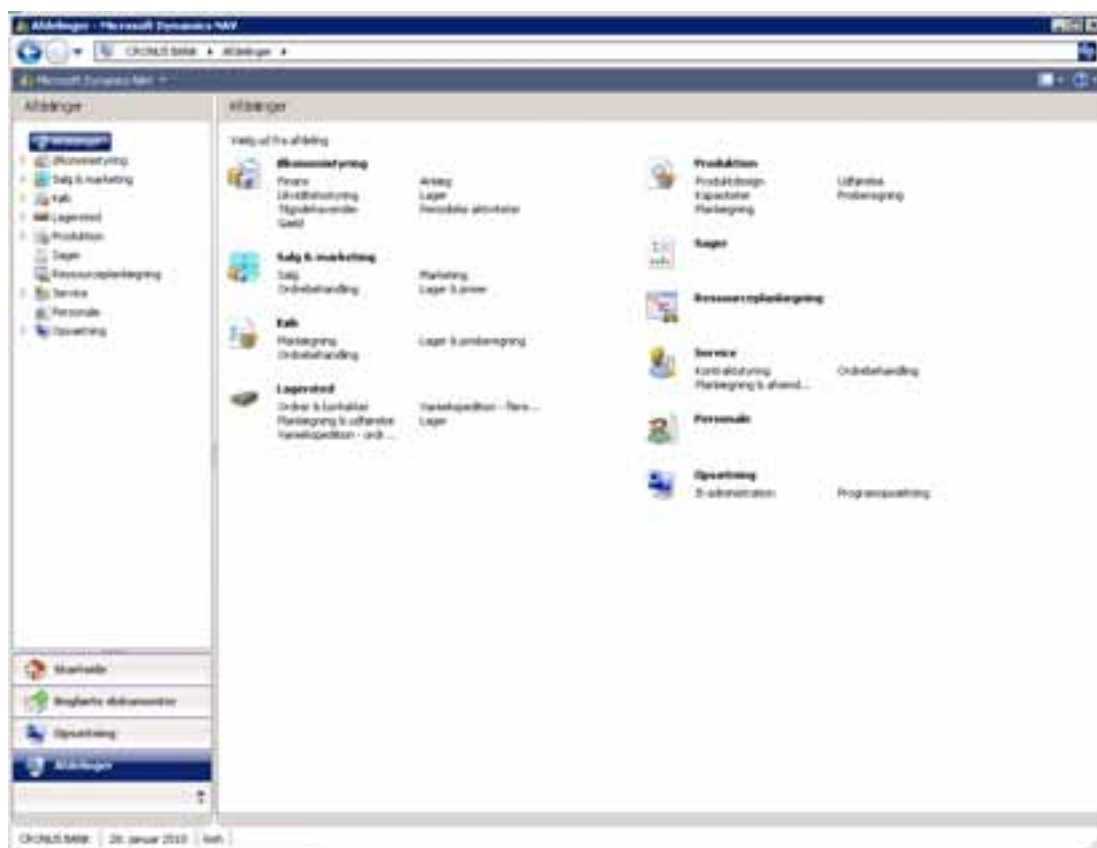 Afdelinger - Microsoft Dynamics NAV
CRONUS BANK Afdelinger
Microsoft Dynamics NAV
Afdelinger
Afdelinger
Økonomistyring
Salg & marketing
Køb
Lagersted
Produktion
Sager
Ressourceplanlægning
Service
Personale
Opsætning
Startside
Bogførte dokumenter
Opsætning
Afdelinger
Afdelinger
Vælg ud fra afdeling
Økonomistyring
Finans Anlæg
Likviditetsstyring Lager
Tilgodehavender Periodiske aktiviteter
Gæld
Salg & marketing
Salg Marketing
Ordrebehandling Lager & priser
Køb
Planlægning Lager & prisberegning
Ordrebehandling
Lagersted
Ordrer & kontakter Vareekspedition - flere ...
Planlægning & udførelse Lager
Vareekspedition - ordr ...
Produktion
Produktdesign Udførelse
Kapaciteter Prisberegning
Planlægning
Sager
Ressourceplanlægning
Service
Kontraktstyring Ordrebehandling
Planlægning & afsend...
Personale
Opsætning
It-administration Programopsætning
CRONUS BANK 28. januar 2010